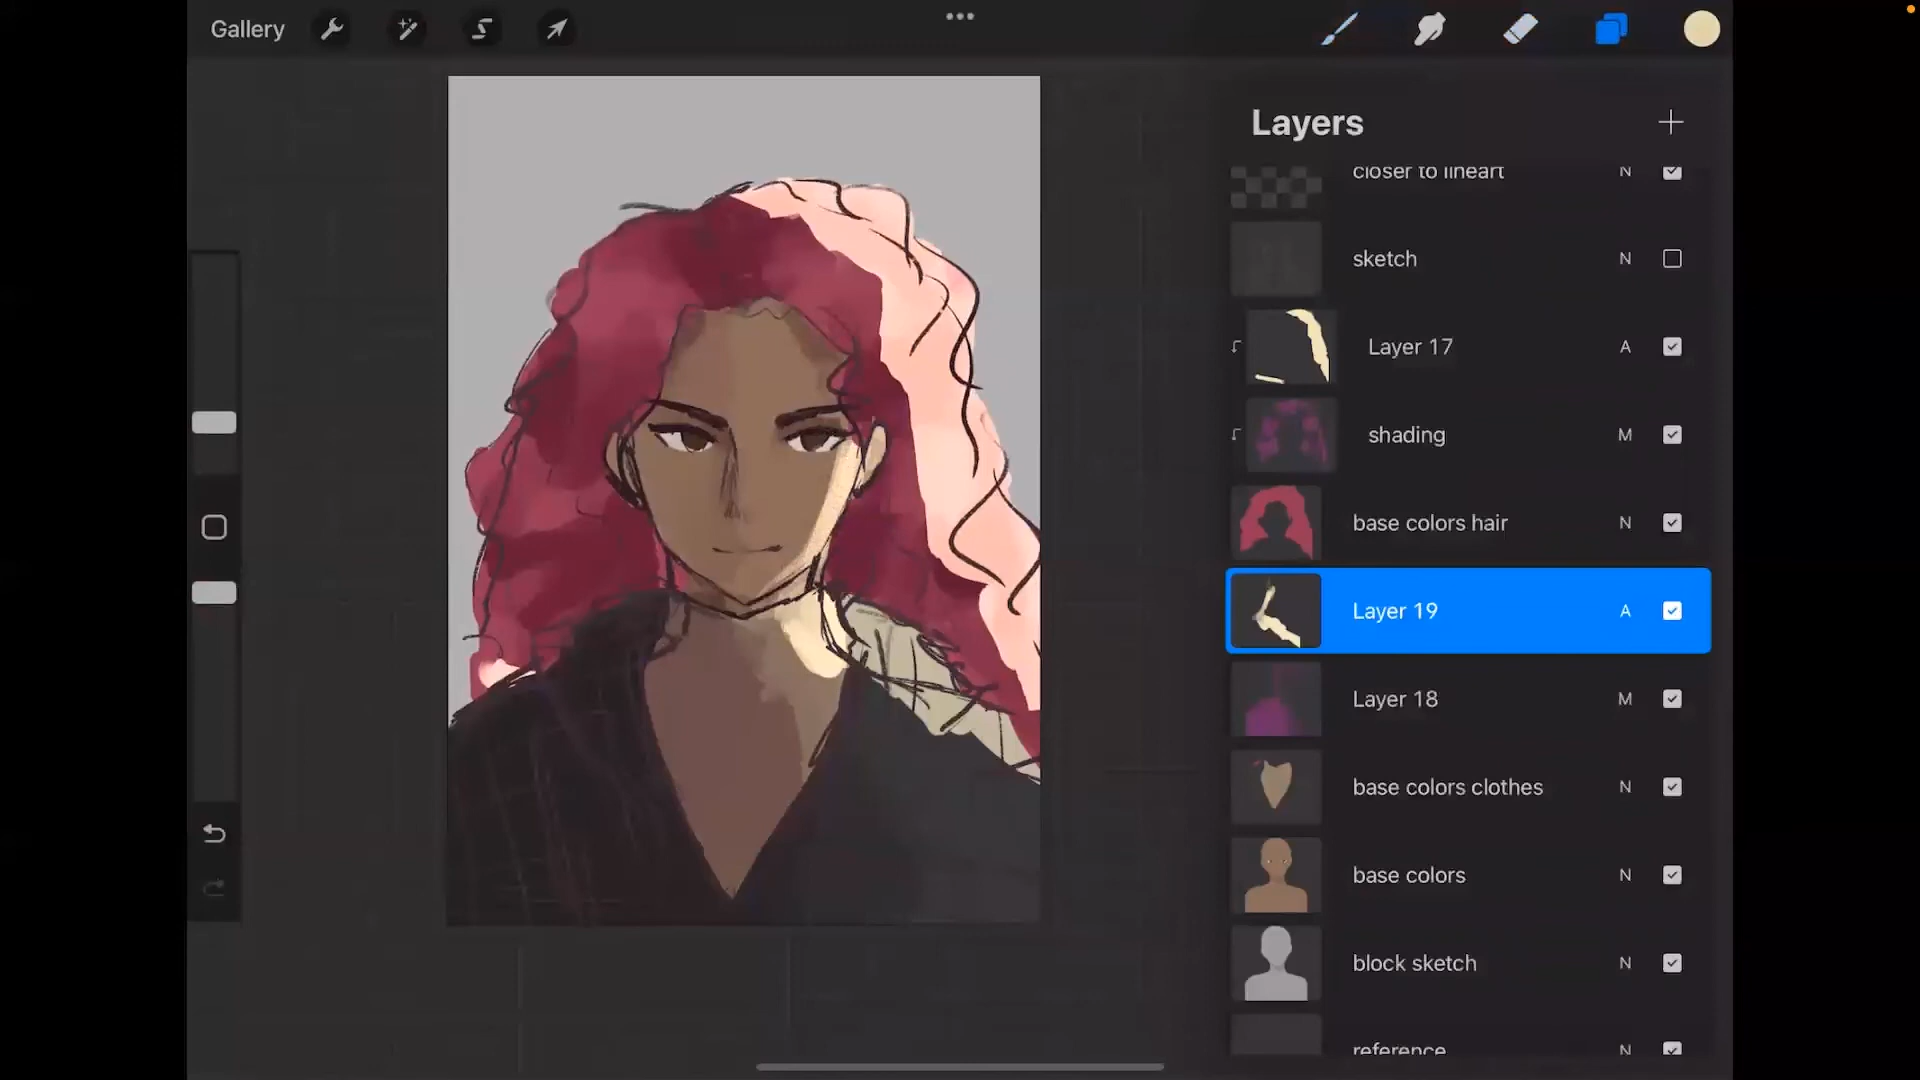 Gallery
Layers
closer to lineart N
sketch N
Layer 17 A
shading M
base colors hair N
Layer 19 A
Layer 18 M
base colors clothes N
base colors N
block sketch N
reference N